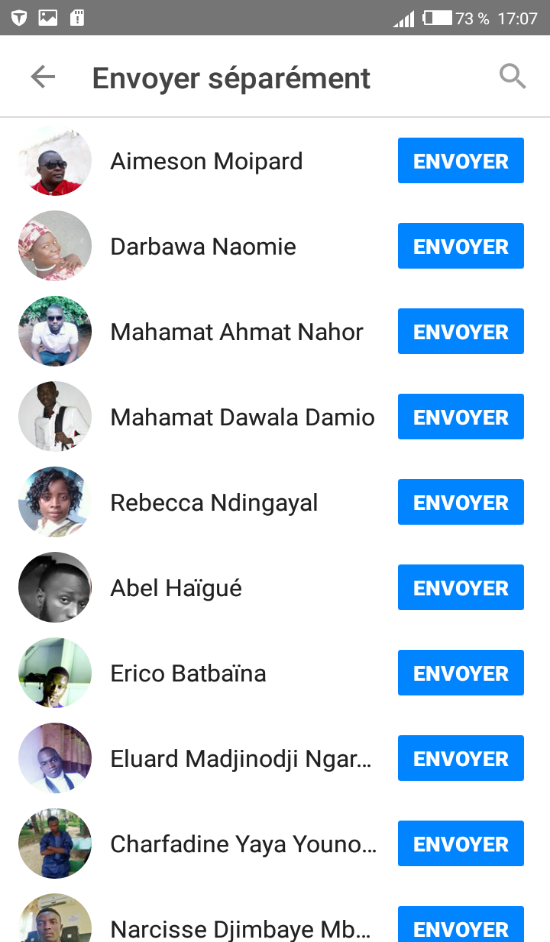 73 % 17:07
Envoyer séparément
Aimeson Moipard ENVOYER
Darbawa Naomie ENVOYER
Mahamat Ahmat Nahor ENVOYER
Mahamat Dawala Damio ENVOYER
Rebecca Ndingayal ENVOYER
Abel Haïgué ENVOYER
Erico Batbaïna ENVOYER
Eluard Madjinodji Ngar... ENVOYER
Charfadine Yaya Youno... ENVOYER
Narcisse Djimbaye Mb... ENVOYER